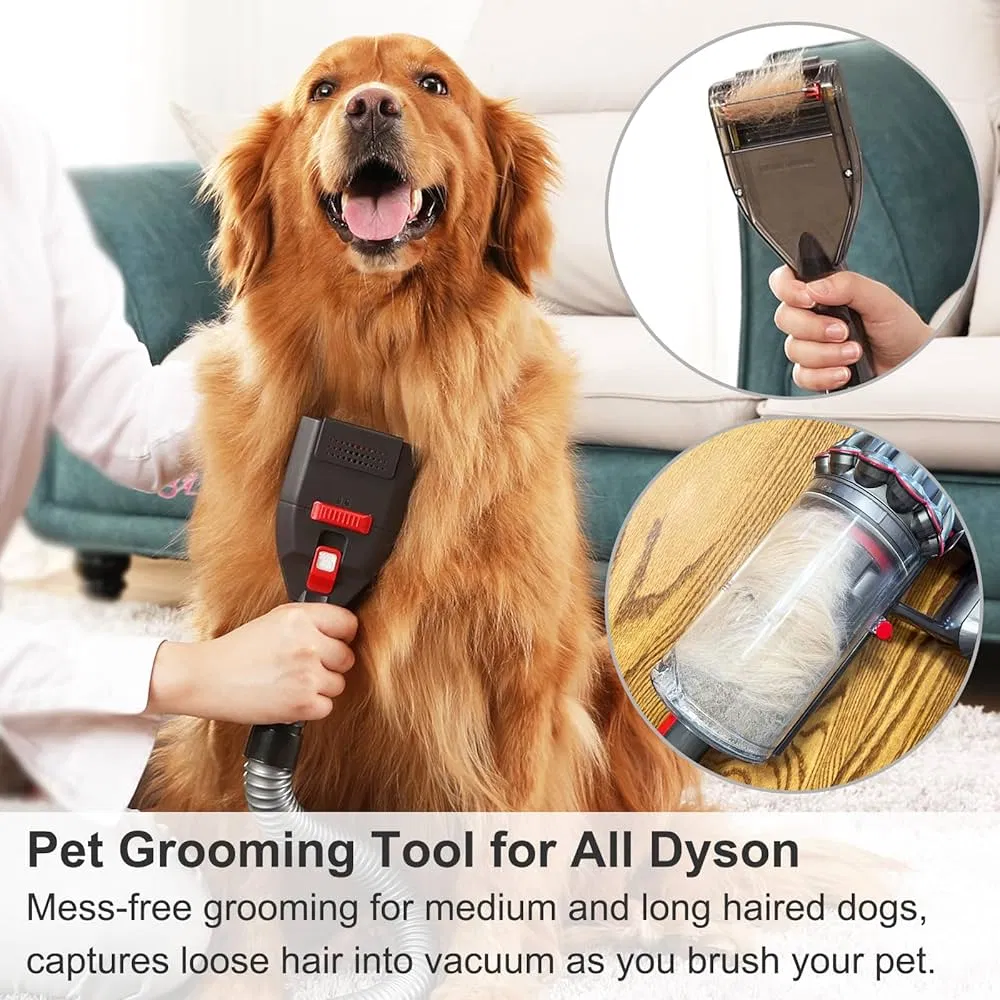 Pet Grooming Tool for All Dyson
Mess-free grooming for medium and long haired dogs,
captures loose hair into vacuum as you brush your pet.